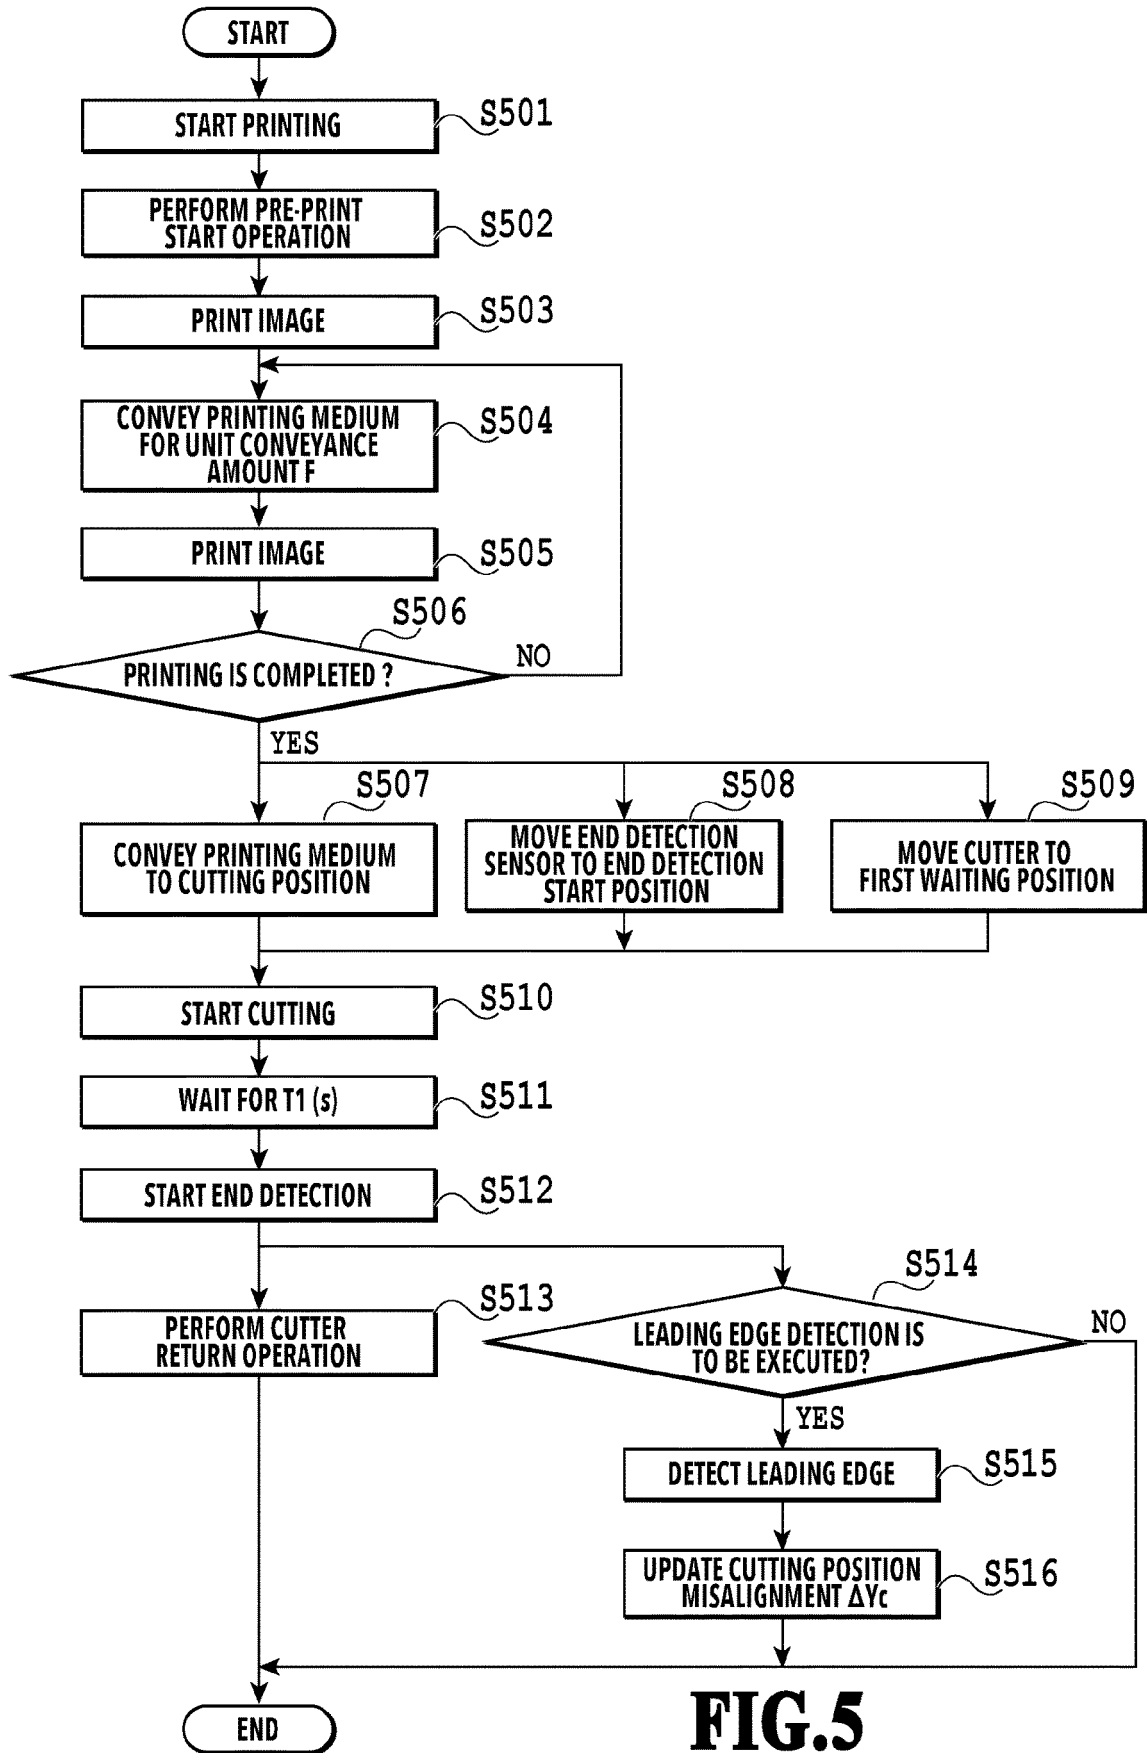 START
START PRINTING
S501
PERFORM PRE-PRINT
START OPERATION
S502
PRINT IMAGE
S503
CONVEY PRINTING MEDIUM
FOR UNIT CONVEYANCE
AMOUNT F
S504
PRINT IMAGE
S505
S506
PRINTING IS COMPLETED ?
NO
YES
S507
CONVEY PRINTING MEDIUM
TO CUTTING POSITION
S508
MOVE END DETECTION
SENSOR TO END DETECTION
START POSITION
S509
MOVE CUTTER TO
FIRST WAITING POSITION
START CUTTING
S510
WAIT FOR T1 (s)
S511
START END DETECTION
S512
PERFORM CUTTER
RETURN OPERATION
S513
S514
LEADING EDGE DETECTION IS
TO BE EXECUTED?
NO
YES
DETECT LEADING EDGE
S515
UPDATE CUTTING POSITION
MISALIGNMENT ΔYc
S516
END
FIG.5